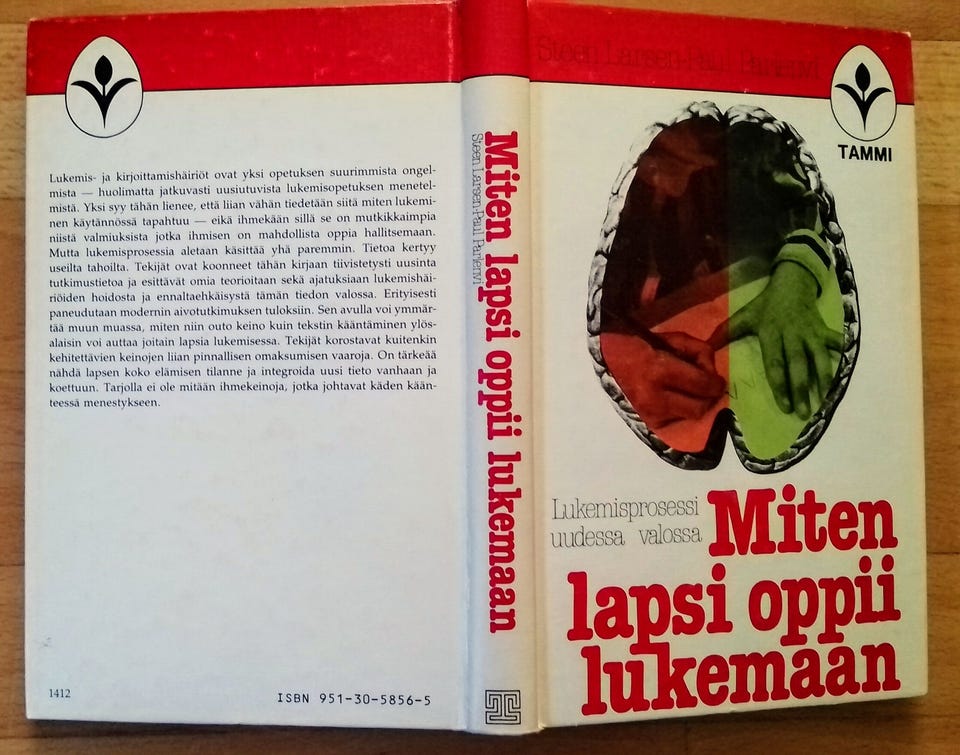 Lukemis- ja kirjoittamishäiriöt ovat yksi opetuksen suurimmista ongel-
mista — huolimatta jatkuvasti uusiutuvista lukemisopetuksen menetel-
mistä. Yksi syy tähän lienee, että liian vähän tiedetään siitä miten lukemi-
nen käytännössä tapahtuu — eikä ihmekään sillä se on mutkikkaimpia
niistä valmiuksista jotka ihmisen on mahdollista oppia hallitsemaan.
Mutta lukemisprosessia aletaan käsittää yhä paremmin. Tietoa kertyy
useilta tahoilta. Tekijät ovat koonneet tähän kirjaan tiivistetysti uusinta
tutkimustietoa ja esittävät omia teorioitaan sekä ajatuksiaan lukemishäi-
riöiden hoidosta ja ennaltaehkäisystä tämän tiedon valossa. Erityisesti
paneudutaan modernin aivotutkimuksen tuloksiin. Sen avulla voi ymmär-
tää muun muassa, miten niin outo keino kuin tekstin kääntäminen ylös-
alaisin voi auttaa joitain lapsia lukemisessa. Tekijät korostavat kuitenkin
kehitettävien keinojen liian pinnallisen omaksumisen vaaroja. On tärkeää
nähdä lapsen koko elämisen tilanne ja integroida uusi tieto vanhaan ja
koettuun. Tarjolla ei ole mitään ihmekeinoja, jotka johtavat käden kään-
teessä menestykseen.
1412
ISBN 951-30-5856-5
Miten lapsi oppii lukemaan
Steen Larsen-Paul Parlenvi
Steen Larsen-Paul Parlenvi
TAMMI
Lukemisprosessi
uudessa valossa
Miten
lapsi oppii
lukemaan